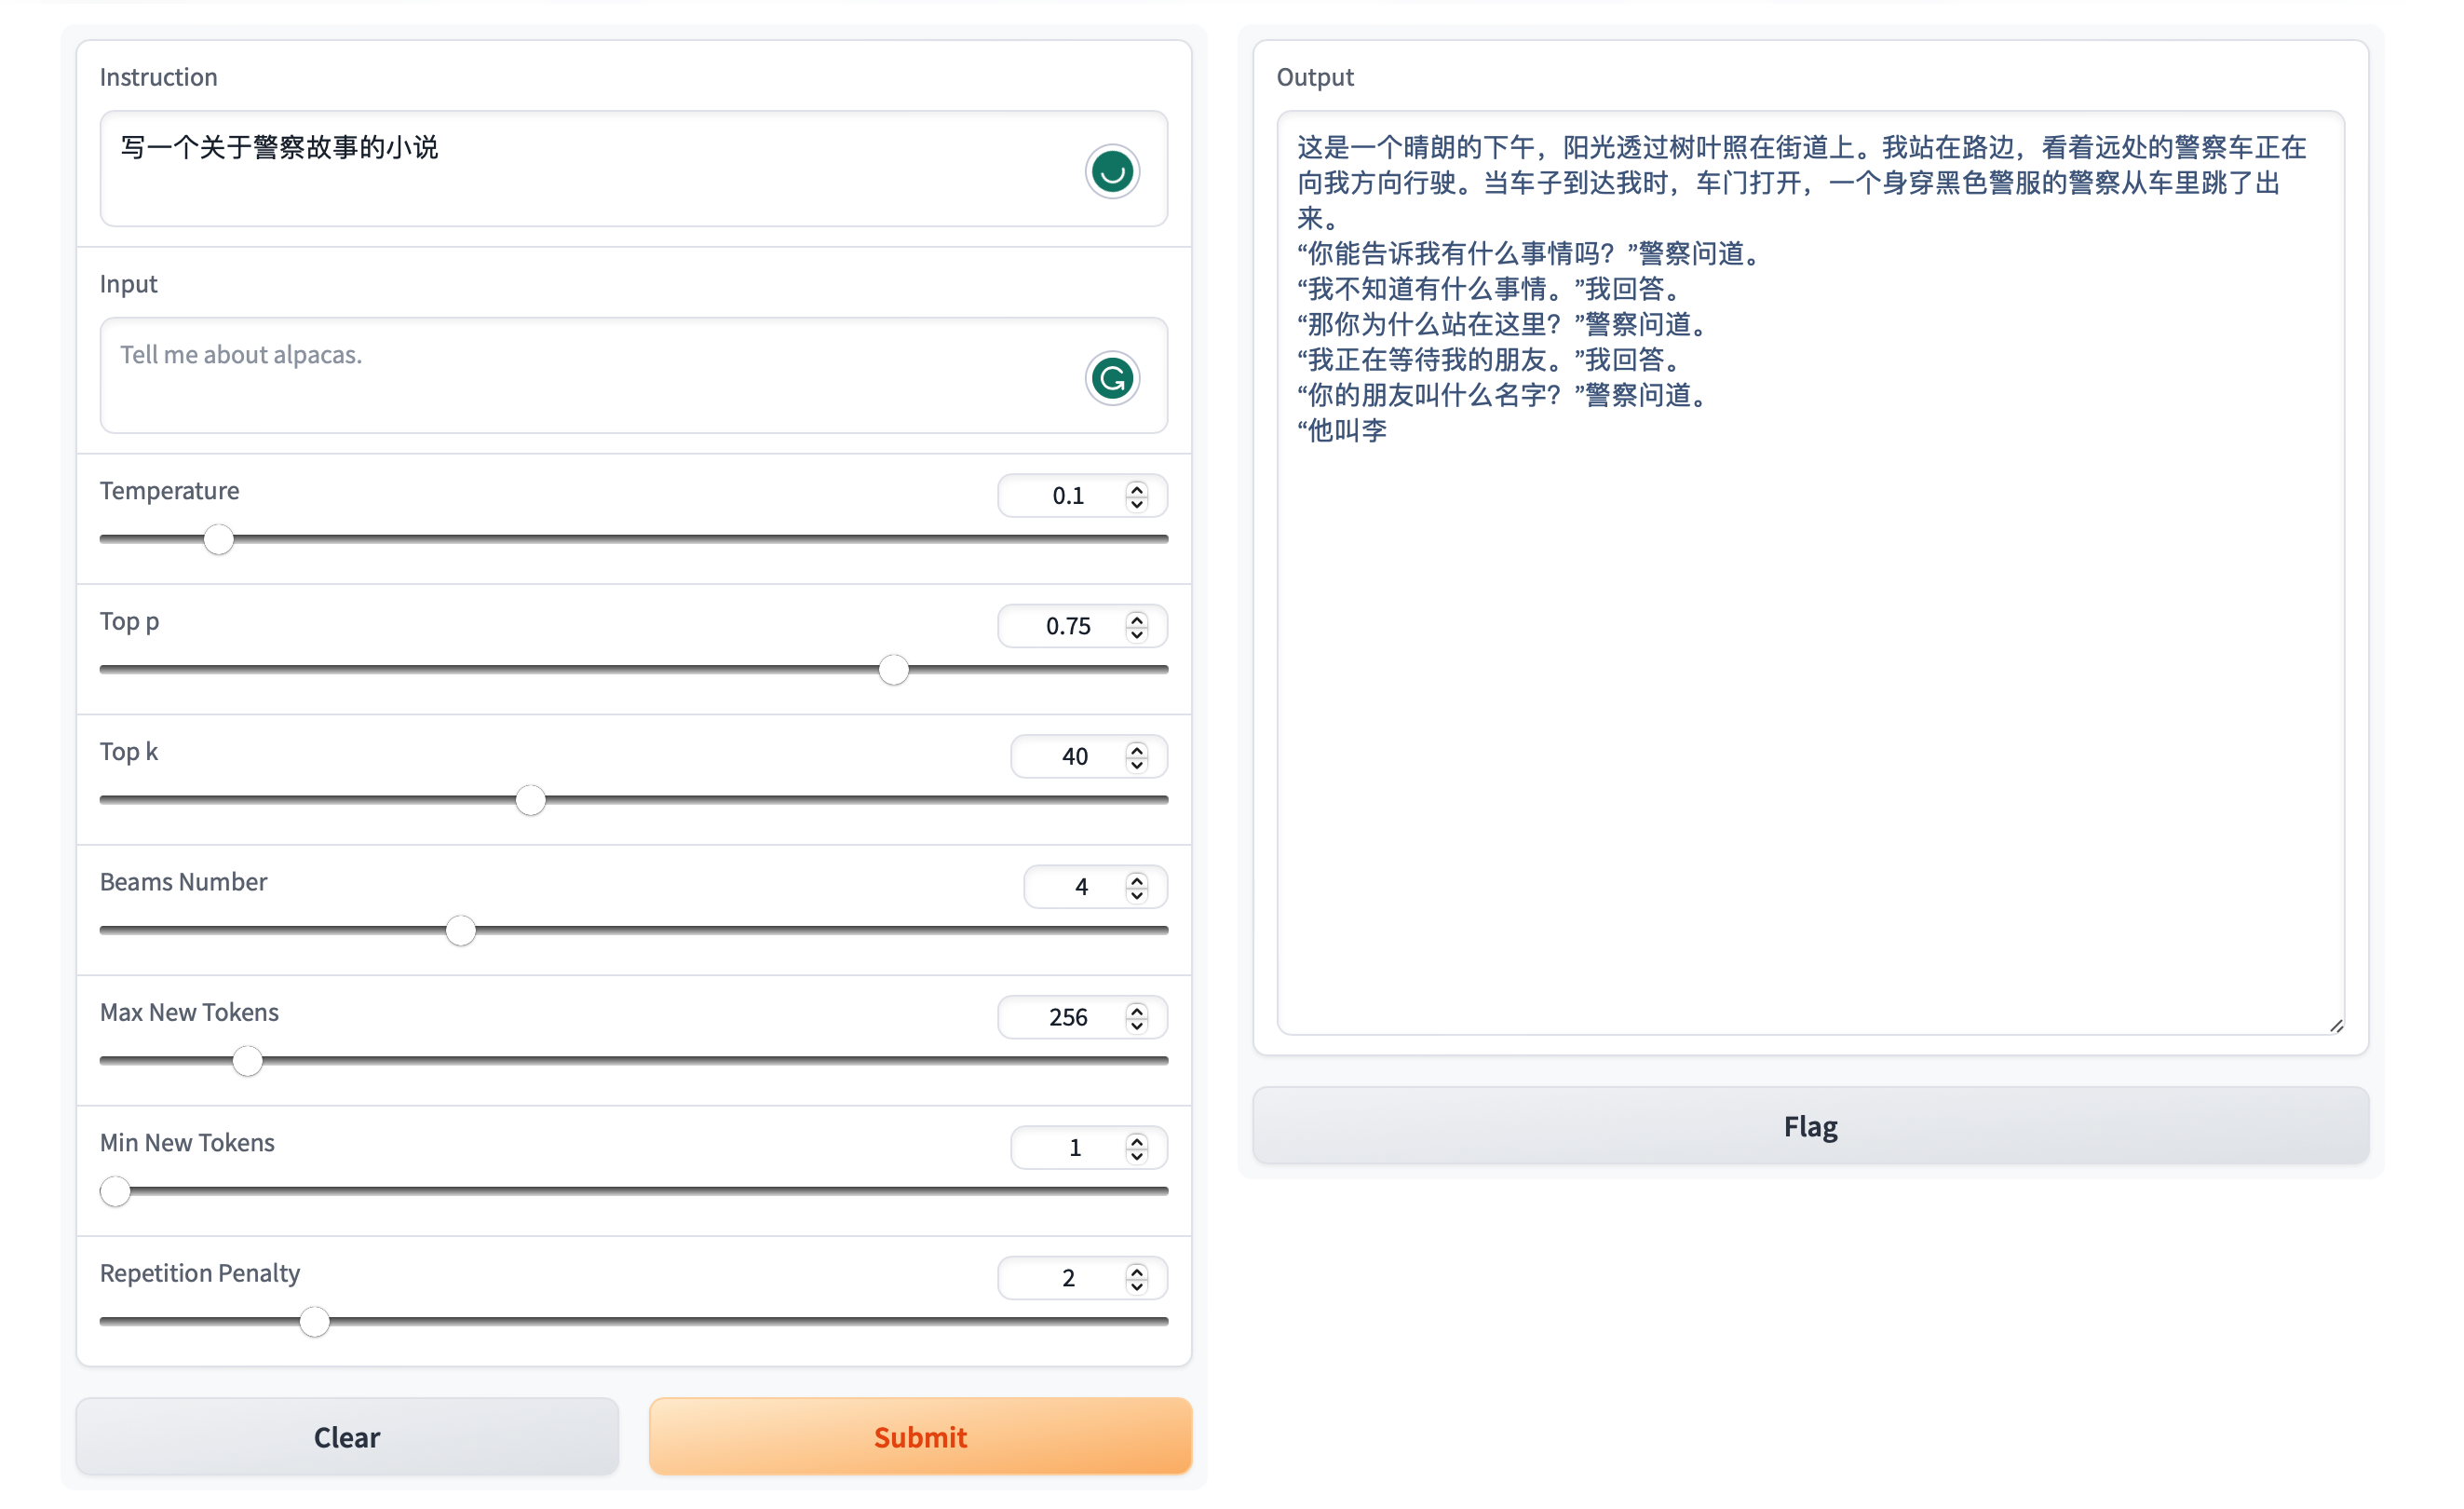 Instruction
写一个关于警察故事的小说
Input
Tell me about alpacas.
Temperature
0.1
Top p
0.75
Top k
40
Beams Number
4
Max New Tokens
256
Min New Tokens
1
Repetition Penalty
2
Clear
Submit
Output
这是一个晴朗的下午，阳光透过树叶照在街道上。我站在路边，看着远处的警察车正在
向我方向行驶。当车子到达我时，车门打开，一个身穿黑色警服的警察从车里跳了出
来。
“你能告诉我有什么事情吗？”警察问道。
“我不知道有什么事情。”我回答。
“那你为什么站在这里？”警察问道。
“我正在等待我的朋友。”我回答。
“你的朋友叫什么名字？”警察问道。
“他叫李
Flag